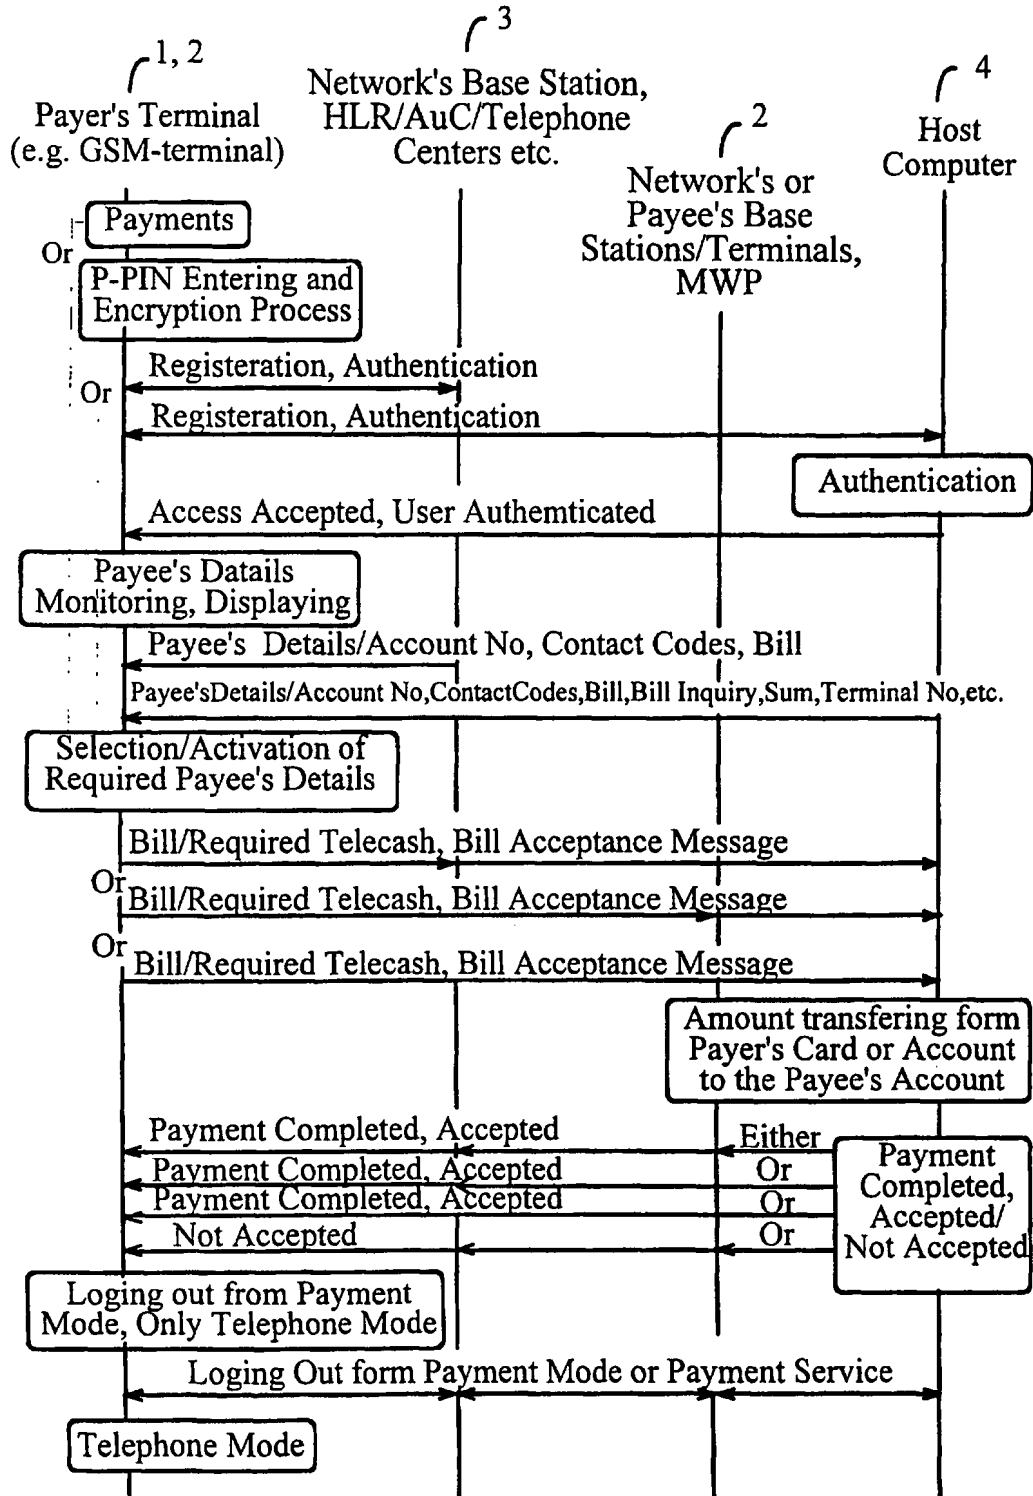 3
1, 2
4
2
Payer's Terminal
(e.g. GSM-terminal)
Network's Base Station,
HLR/AuC/Telephone
Centers etc.
Network's or
Payee's Base
Stations/Terminals,
MWP
Host
Computer
Payments
Or
P-PIN Entering and
Encryption Process
Registeration, Authentication
Or
Registeration, Authentication
Authentication
Access Accepted, User Authemticated
Payee's Datails
Monitoring, Displaying
Payee's Details/Account No, Contact Codes, Bill
Payee'sDetails/Account No,ContactCodes,Bill,Bill Inquiry,Sum,Terminal No,etc.
Selection/Activation of
Required Payee's Details
Bill/Required Telecash, Bill Acceptance Message
Or
Bill/Required Telecash, Bill Acceptance Message
Or
Bill/Required Telecash, Bill Acceptance Message
Amount transfering form
Payer's Card or Account
to the Payee's Account
Payment Completed, Accepted
Either
Payment Completed, Accepted
Or
Payment Completed, Accepted
Or
Not Accepted
Or
Payment
Completed,
Accepted/
Not Accepted
Loging out from Payment
Mode, Only Telephone Mode
Loging Out form Payment Mode or Payment Service
Telephone Mode